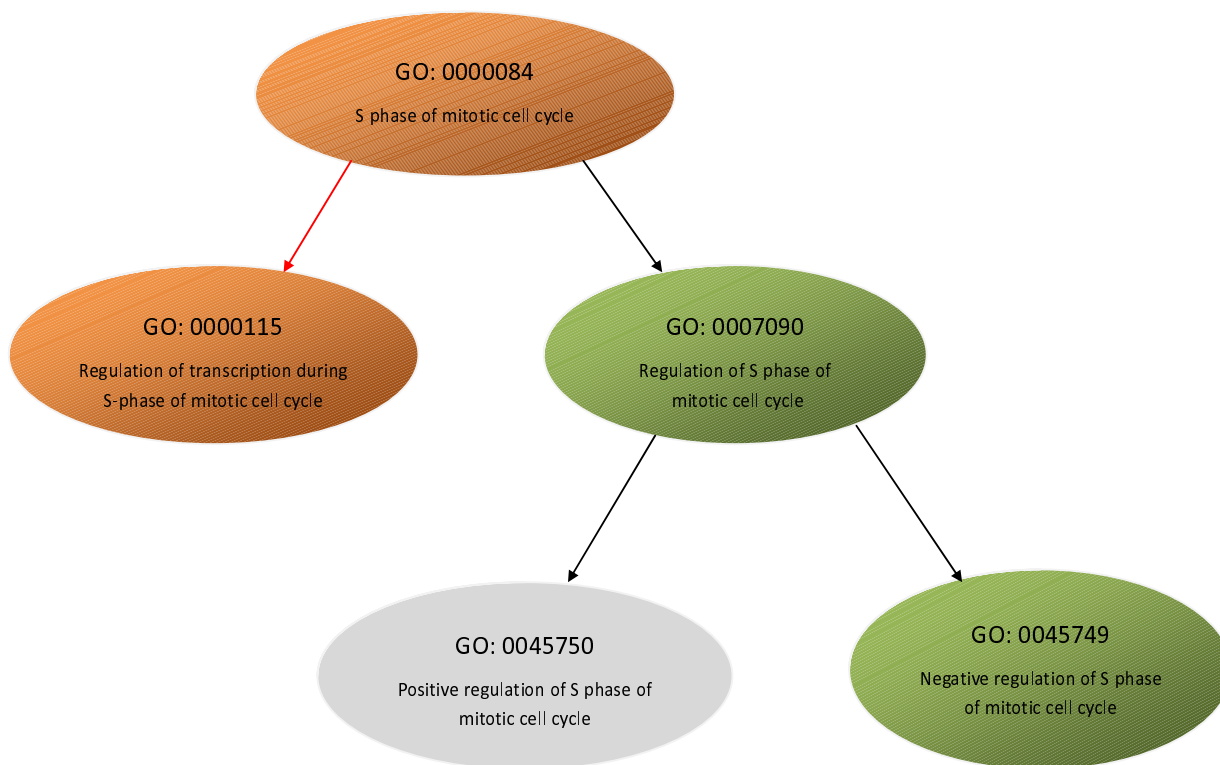 GO: 0000084
S phase of mitotic cell cycle
GO: 0000115
Regulation of transcription during
S-phase of mitotic cell cycle
GO: 0007090
Regulation of S phase of
mitotic cell cycle
GO: 0045750
Positive regulation of S phase of
mitotic cell cycle
GO: 0045749
Negative regulation of S phase
of mitotic cell cycle